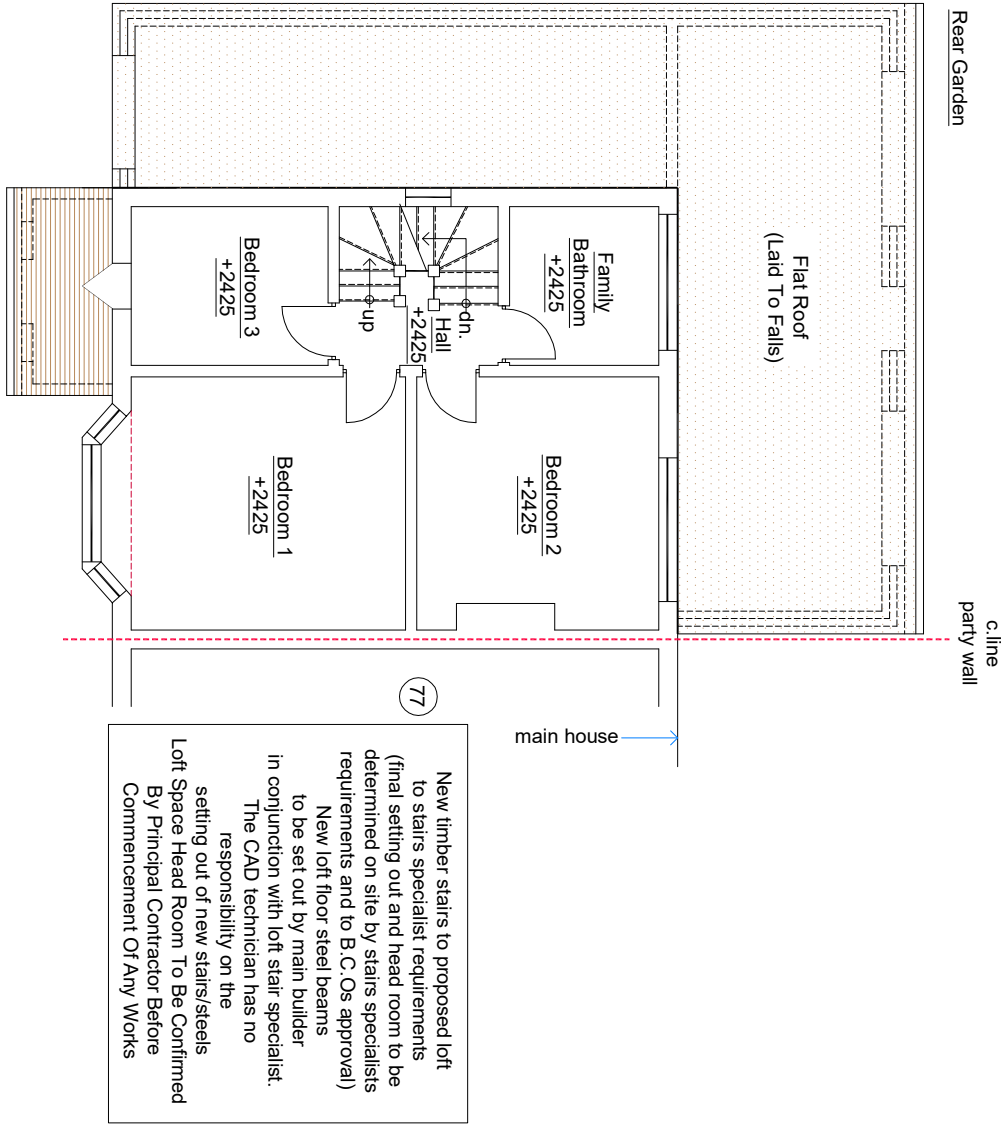 Rear Garden
Flat Roof
(Laid To Falls)
c.line
party wall
Family
Bathroom
+2425
dn.
Hall
+2425
up
Bedroom 3
+2425
Bedroom 2
+2425
Bedroom 1
+2425
main house
77
New timber stairs to proposed loft
to stairs specialist requirements
(final setting out and head room to be
determined on site by stairs specialists
requirements and to B.C.Os approval)
New loft floor steel beams
to be set out by main builder
in conjunction with loft stair specialist.
The CAD technician has no
responsibility on the
setting out of new stairs/steels
Loft Space Head Room To Be Confirmed
By Principal Contractor Before
Commencement Of Any Works